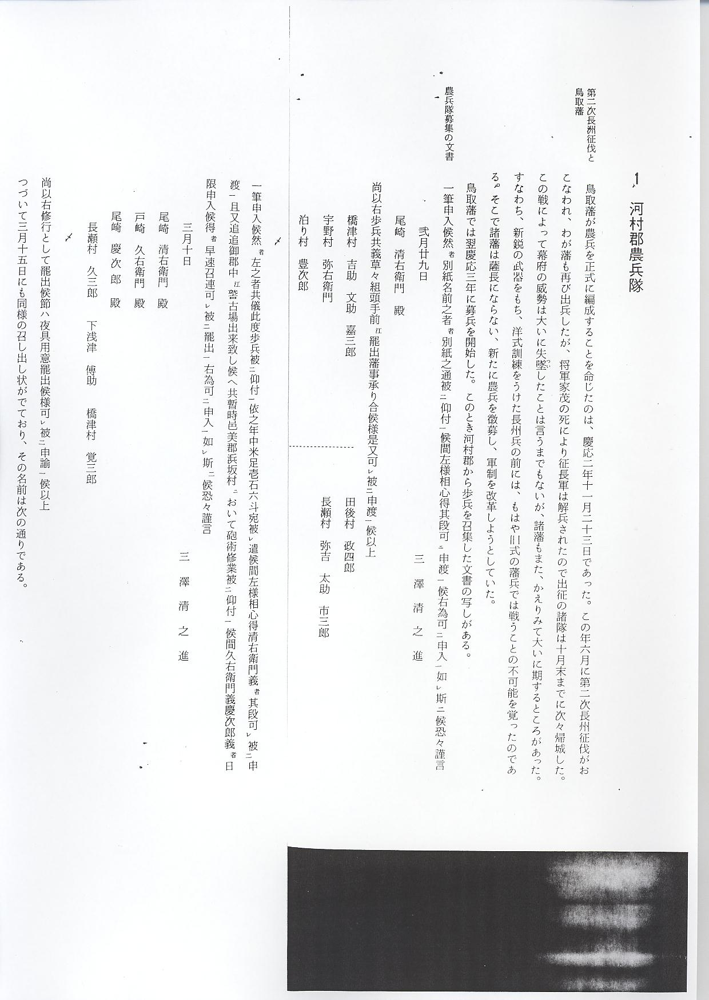 1 河村郡農兵隊
第二次長洲征伐と
鳥取藩
鳥取藩が農兵を正式に編成することを命じたのは、慶応二年十一月二十三日であった。この年六月に第二次長州征伐がお
こなわれ、わが藩も再び出兵したが、将軍家茂の死により征長軍は解兵されたので出征の諸隊は十月末までに次々帰城した。
この戦によって幕府の威勢は大いに失墜ついしたことは言うまでもないが、諸藩もまた、かえりみて大いに期するところがあった。
すなわち、新鋭の武器をもち、洋式訓練をうけた長州兵の前には、もはや旧式の藩兵では戦うことの不可能を覚ったのであ
る。そこで諸藩は薩長にならない、新たに農兵を徴募し、軍制を改革しようとしていた。
鳥取藩では翌慶応三年に募兵を開始した。このとき河村郡から歩兵を召集した文書の写しがある。
農兵隊募集の文書
一筆申入候然者別紙名前之者者別紙之通被ニ仰付一候間左様相心得其段可ニ申渡一候右為可ニ申入一如レ斯ニ候恐々謹言
弐月廿九日
三澤清之進
尾崎 清右衛門 殿
尚以右歩兵共義草々組頭手前江罷出藩事承り合候様是又可レ被ニ申渡一候以上
橋津村 吉助 文助 嘉三郎
田後村 政四郎
宇野村 弥右衛門
長瀬村 弥吉 太助 市三郎
泊り村 豊次郎
〆
一筆申入候然者左之者共儀此度歩兵被ニ仰付一依之年中米足壱石六斗宛被レ遣候間左様相心得清右衛門義者其段可レ被ニ申
渡一且又追追御郡中江警古場出来致し候へ共暫時邑美郡浜坂村ニおいて砲術修業被ニ仰付一候間久右衛門義慶次郎義者日
限申入候得者早速召連可レ被ニ罷出一右為可ニ申入一如レ斯ニ候恐々謹言
三月十日
三澤清之進
尾崎 清右衛門 殿
戸崎 久右衛門 殿
尾崎 慶次郎 殿
長瀬村 久三郎 下浅津 傳助 橋津村 覚三郎
〆
尚以右修行として罷出候節ハ夜具用意罷出候様可レ被ニ申諭一候以上
つづいて三月十五日にも同様の召し出し状がでており、その名前は次の通りである。